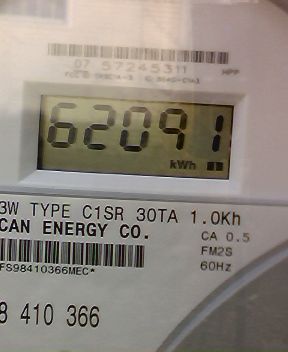 07 57245311
62091
kWh
3W TYPE C1SR 30TA 1.0Kh
CAN ENERGY CO.
CA 0.5
FM2S
60Hz
FS98410366MEC*
8 410 366